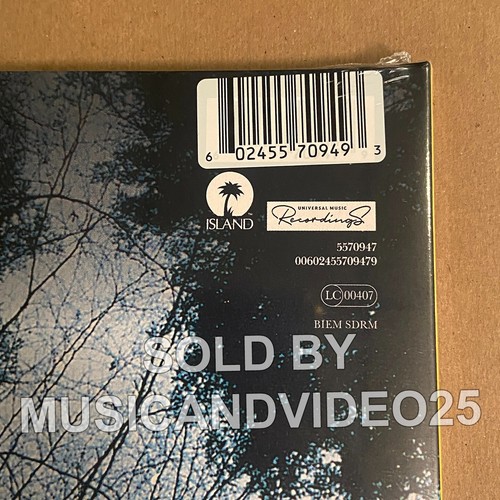 6 02455 70949 3
ISLAND
UNIVERSAL MUSIC
Recordings
5570947
00602455709479
LC 00407
BIEM SDRM
SOLD BY
MUSICANDVIDEO25